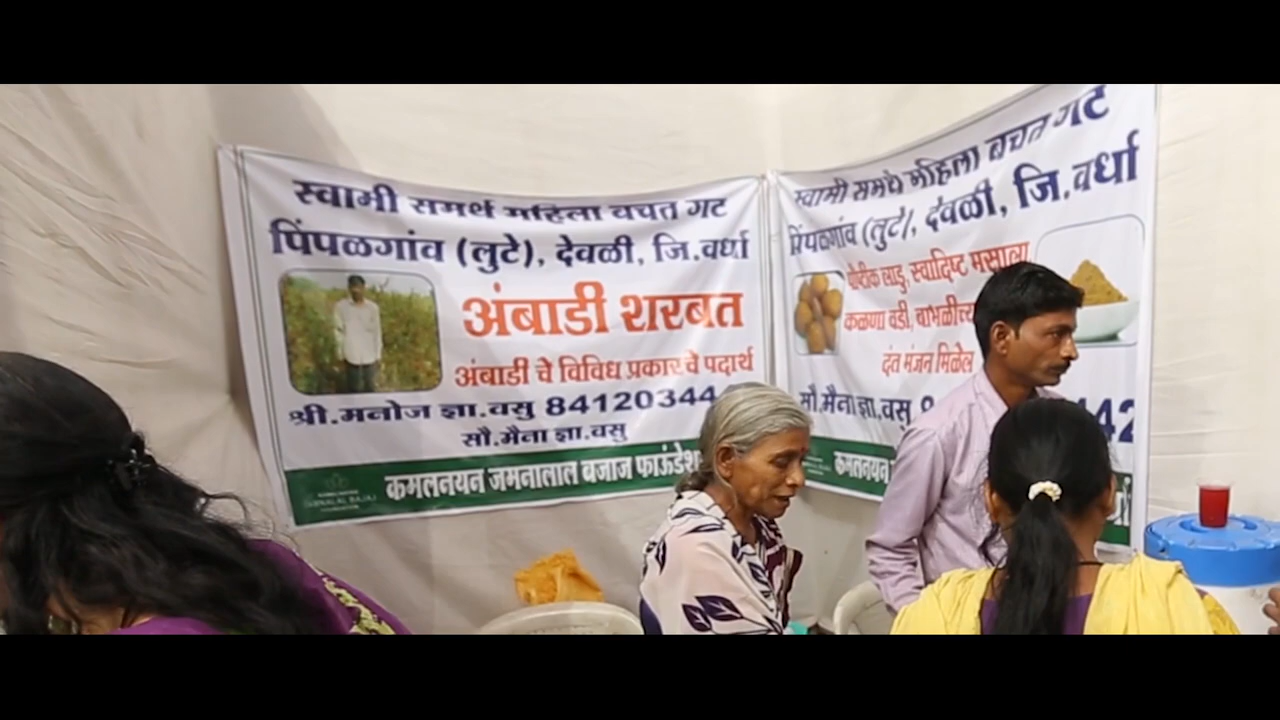 स्वामी समर्थ महिला बचत गट
पिंपळगांव (लुटे), देवळी, जि.वर्धा
अंबाडी शरबत
अंबाडी चे विविध प्रकार चे पदार्थ
श्री.मनोज ज्ञा.वसु 84120344
सौ.मैना ज्ञा.वसु
कमलनयन जमनालाल बजाज फाऊंडेश
स्वामी समर्थ महिला बचत गट
पिंपळगांव (लुटे), देवळी, जि.वर्धा
पौष्टीक लाडु, स्वादिष्ट मसाला
वडी, बाभळीच्य
दंत मंजन मिळेल
सौ.मैना ज्ञा.वसु
442
कमलनयन